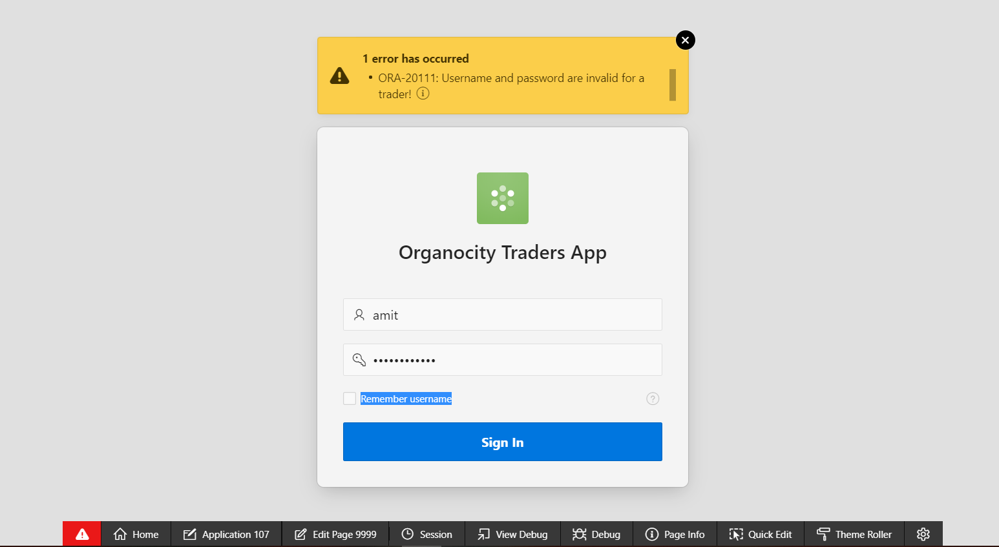 1 error has occurred
• ORA-20111: Username and password are invalid for a
trader!
Organocity Traders App
amit
••••••••••••
Remember username
Sign In
Home
Application 107
Edit Page 9999
Session
View Debug
Debug
Page Info
Quick Edit
Theme Roller